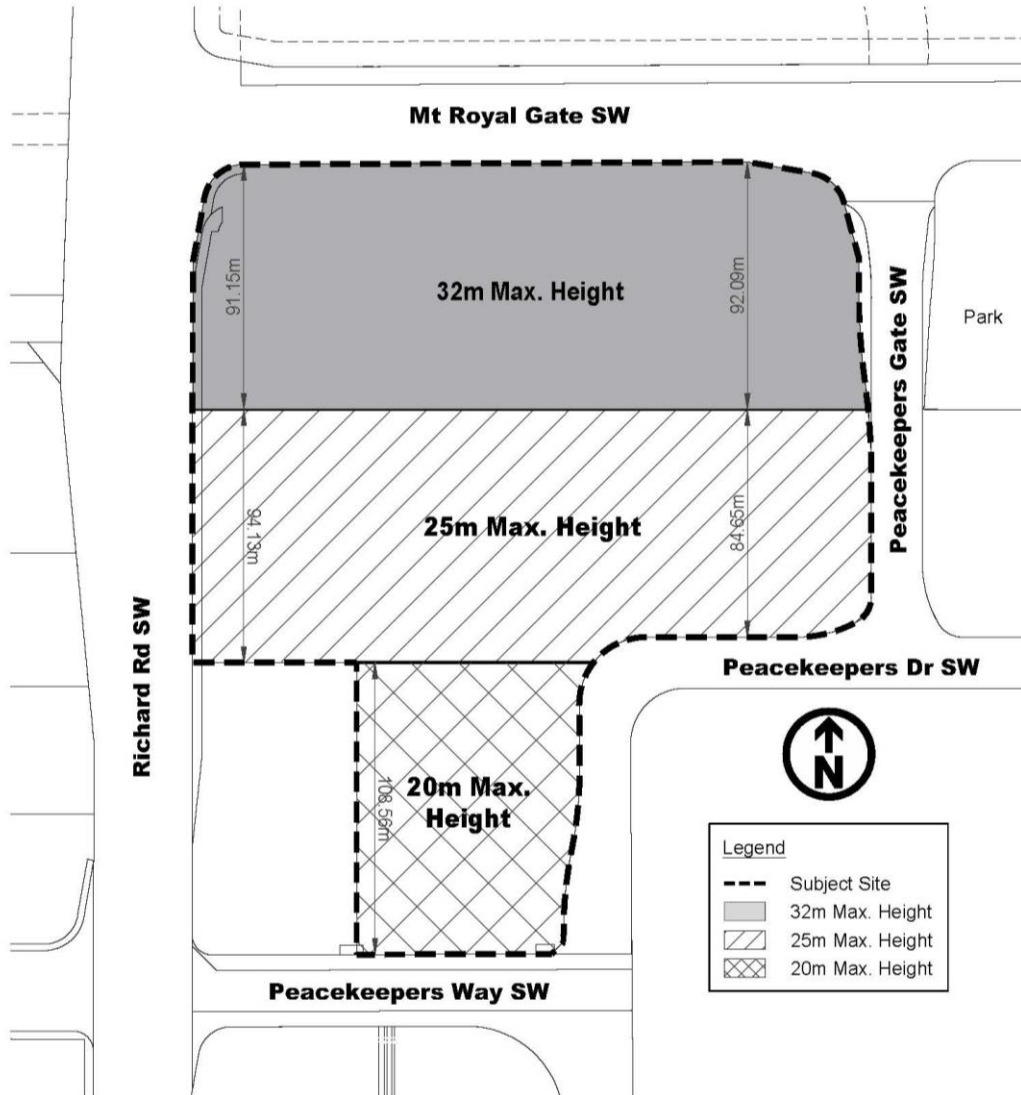 Mt Royal Gate SW
91.15m
32m Max. Height
92.09m
Peacekeepers Gate SW
Park
94.13m
25m Max. Height
84.65m
Richard Rd SW
Peacekeepers Dr SW
108.56m
20m Max.
Height
N
Legend
Subject Site
32m Max. Height
25m Max. Height
20m Max. Height
Peacekeepers Way SW